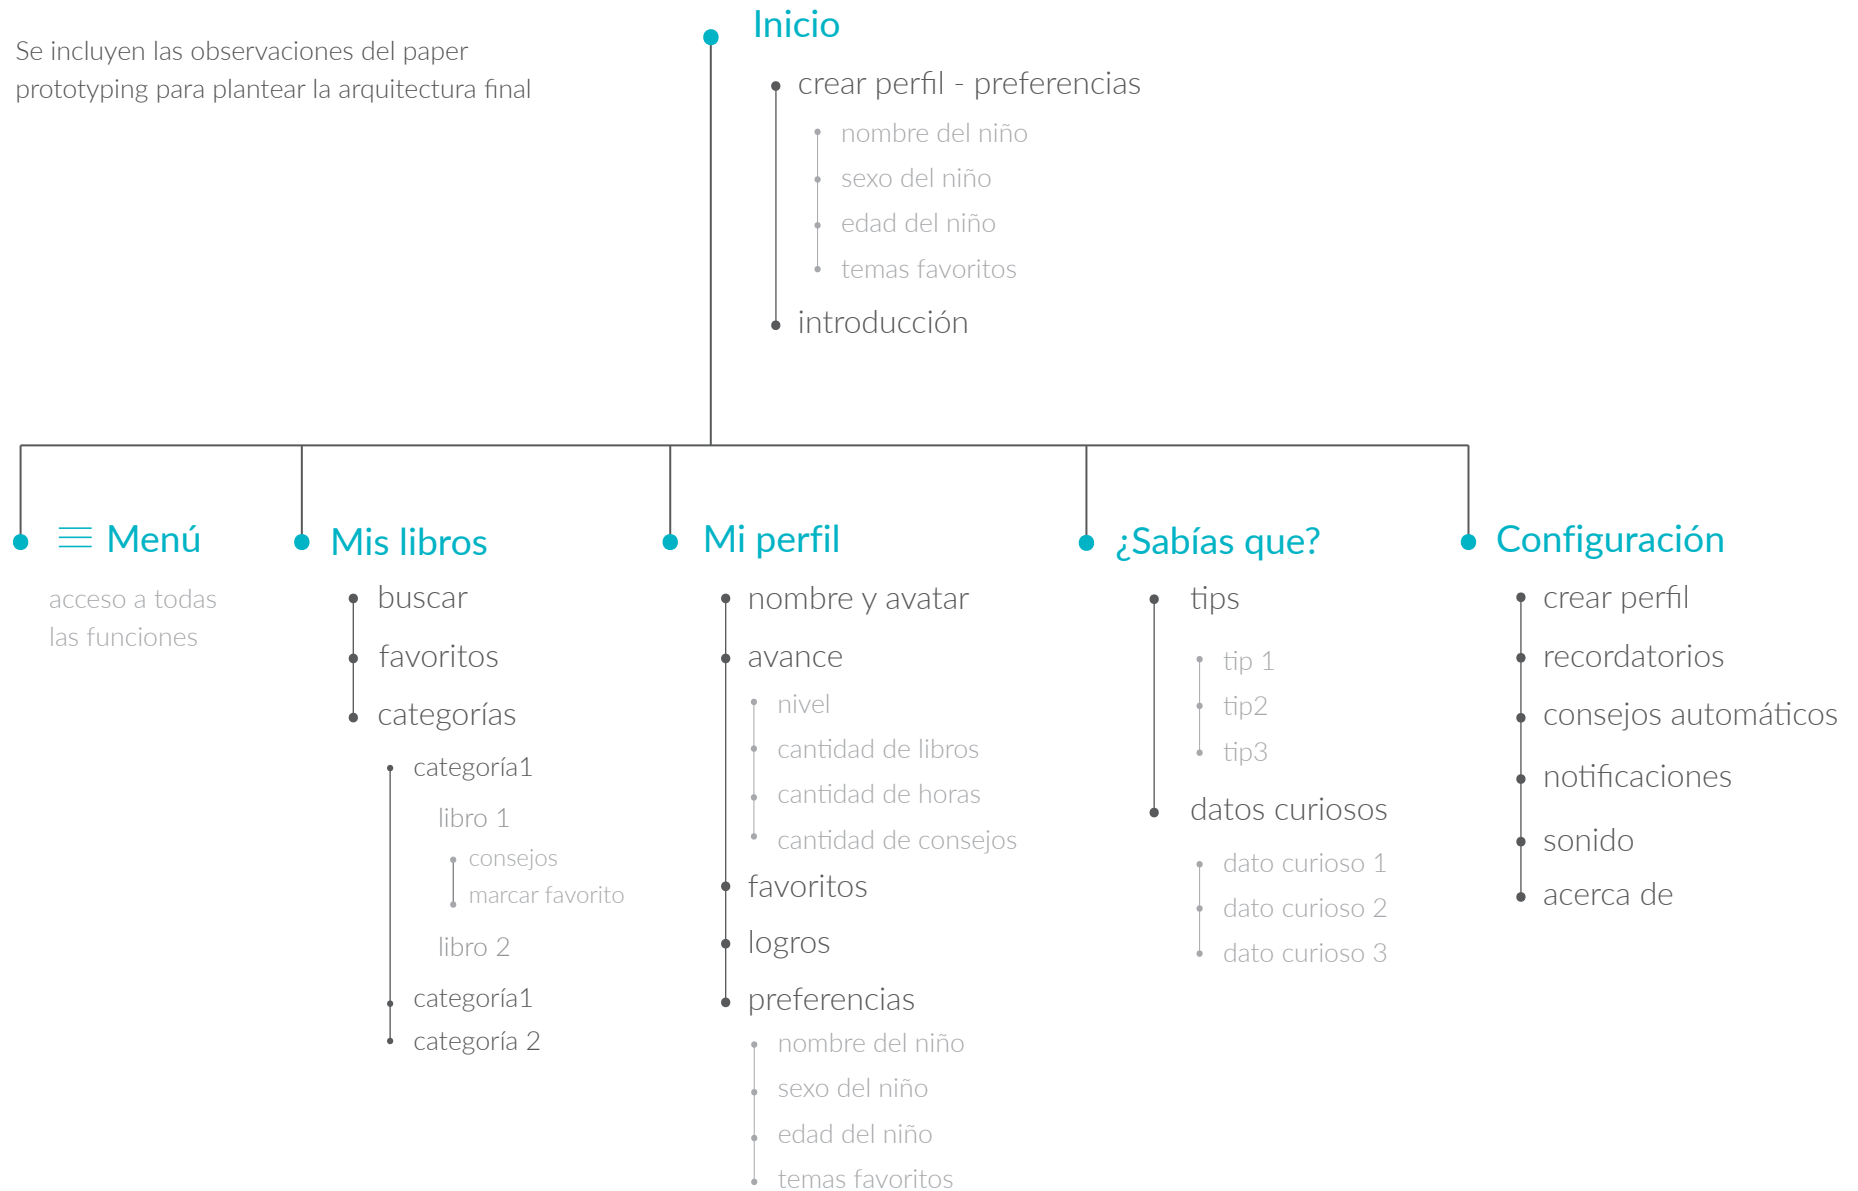 Se incluyen las observaciones del paper
prototyping para plantear la arquitectura final
Inicio
crear perfil - preferencias
nombre del niño
sexo del niño
edad del niño
temas favoritos
introducción
Menú
acceso a todas
las funciones
Mis libros
buscar
favoritos
categorías
categoría1
libro 1
consejos
marcar favorito
libro 2
categoría1
categoría 2
Mi perfil
nombre y avatar
avance
nivel
cantidad de libros
cantidad de horas
cantidad de consejos
favoritos
logros
preferencias
nombre del niño
sexo del niño
edad del niño
temas favoritos
¿Sabías que?
tips
tip 1
tip2
tip3
datos curiosos
dato curioso 1
dato curioso 2
dato curioso 3
Configuración
crear perfil
recordatorios
consejos automáticos
notificaciones
sonido
acerca de